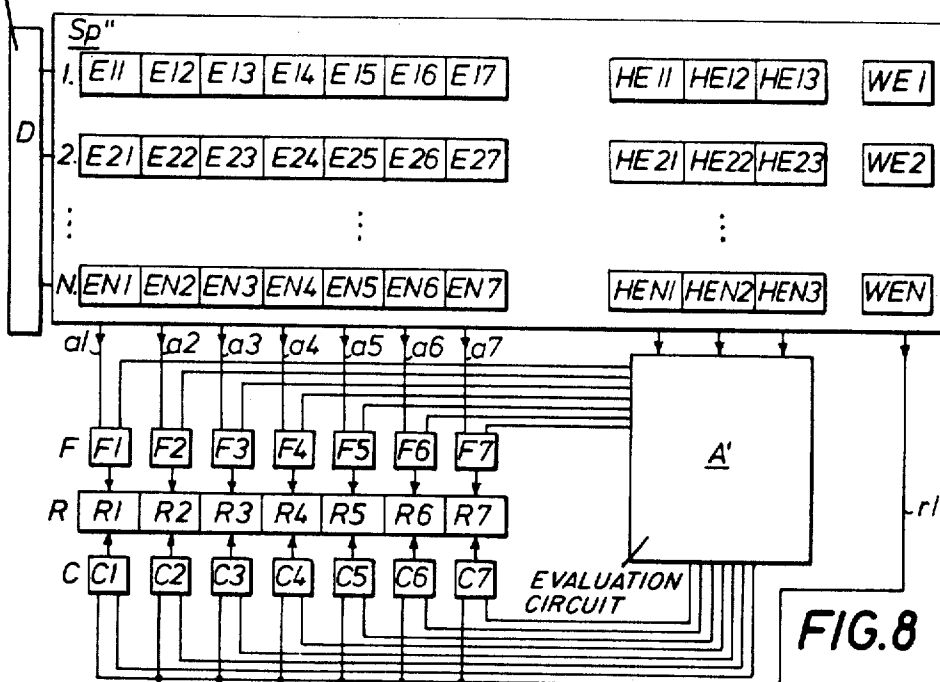 Sp"
1. E11 E12 E13 E14 E15 E16 E17 HE11 HE12 HE13 WE1
D
2. E21 E22 E23 E24 E25 E26 E27 HE21 HE22 HE23 WE2
N. EN1 EN2 EN3 EN4 EN5 EN6 EN7 HEN1 HEN2 HEN3 WEN
a1 a2 a3 a4 a5 a6 a7
F F1 F2 F3 F4 F5 F6 F7
A'
R R1 R2 R3 R4 R5 R6 R7
r1
C C1 C2 C3 C4 C5 C6 C7
EVALUATION
CIRCUIT
FIG.8